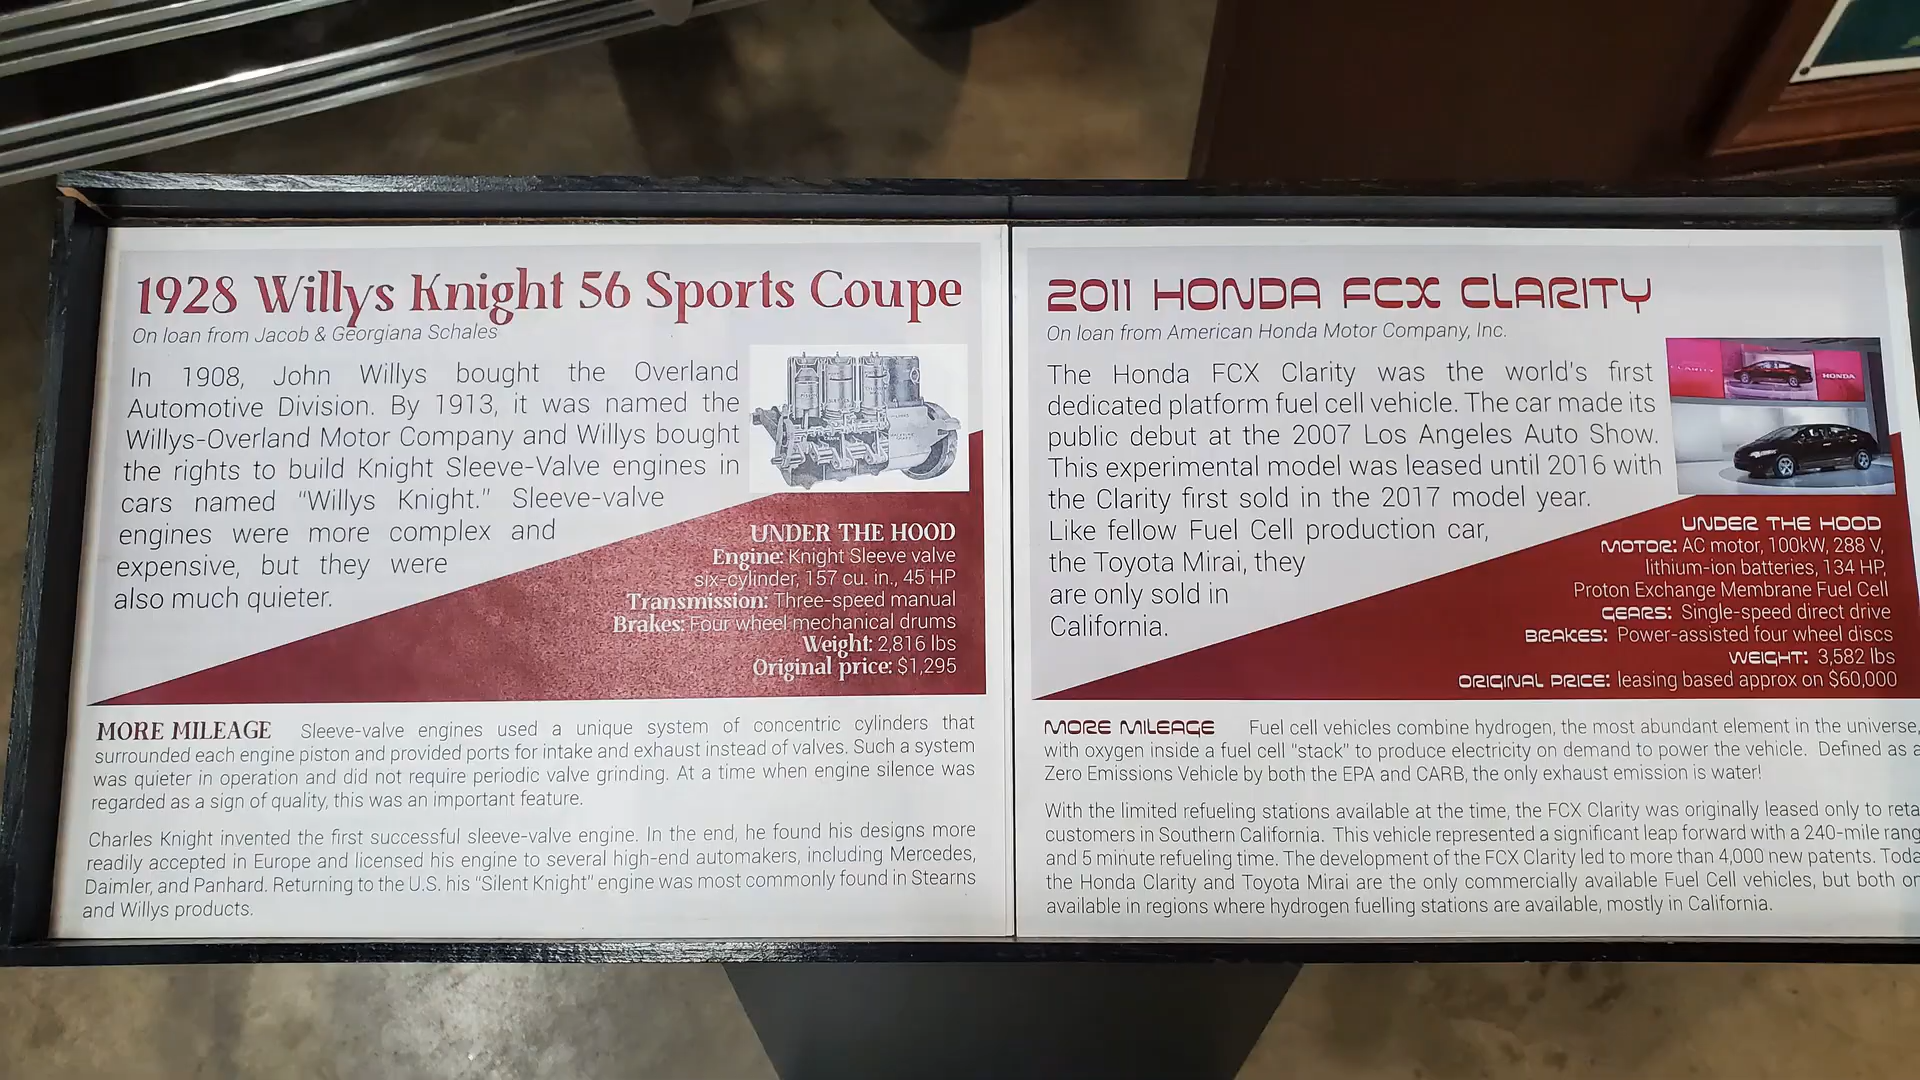 1928 Willys Knight 56 Sports Coupe
On loan from Jacob & Georgiana Schales
In 1908, John Willys bought the Overland
Automotive Division. By 1913, it was named the
Willys-Overland Motor Company and Willys bought
the rights to build Knight Sleeve-Valve engines in
cars named “Willys Knight.” Sleeve-valve
engines were more complex and
expensive, but they were
also much quieter.
UNDER THE HOOD
Engine: Knight Sleeve valve
six-cylinder, 157 cu. in., 45 HP
Transmission: Three-speed manual
Brakes: Four wheel mechanical drums
Weight: 2,816 lbs
Original price: $1,295
MORE MILEAGE Sleeve-valve engines used a unique system of concentric cylinders that
surrounded each engine piston and provided ports for intake and exhaust instead of valves. Such a system
was quieter in operation and did not require periodic valve grinding. At a time when engine silence was
regarded as a sign of quality, this was an important feature.
Charles Knight invented the first successful sleeve-valve engine. In the end, he found his designs more
readily accepted in Europe and licensed his engine to several high-end automakers, including Mercedes,
Daimler, and Panhard. Returning to the U.S. his “Silent Knight” engine was most commonly found in Stearns
and Willys products.
2011 HONDA FCX CLARITY
On loan from American Honda Motor Company, Inc.
The Honda FCX Clarity was the world's first
dedicated platform fuel cell vehicle. The car made its
public debut at the 2007 Los Angeles Auto Show.
This experimental model was leased until 2016 with
the Clarity first sold in the 2017 model year.
Like fellow Fuel Cell production car,
the Toyota Mirai, they
are only sold in
California.
CLARITY
HONDA
UNDER THE HOOD
MOTOR: AC motor, 100kW, 288 V,
lithium-ion batteries, 134 HP,
Proton Exchange Membrane Fuel Cell
GEARS: Single-speed direct drive
BRAKES: Power-assisted four wheel discs
WEIGHT: 3,582 lbs
ORIGINAL PRICE: leasing based approx on $60,000
MORE MILEAGE Fuel cell vehicles combine hydrogen, the most abundant element in the universe,
with oxygen inside a fuel cell "stack" to produce electricity on demand to power the vehicle. Defined as a
Zero Emissions Vehicle by both the EPA and CARB, the only exhaust emission is water!
With the limited refueling stations available at the time, the FCX Clarity was originally leased only to reta
customers in Southern California. This vehicle represented a significant leap forward with a 240-mile rang
and 5 minute refueling time. The development of the FCX Clarity led to more than 4,000 new patents. Toda
the Honda Clarity and Toyota Mirai are the only commercially available Fuel Cell vehicles, but both or
available in regions where hydrogen fuelling stations are available, mostly in California.